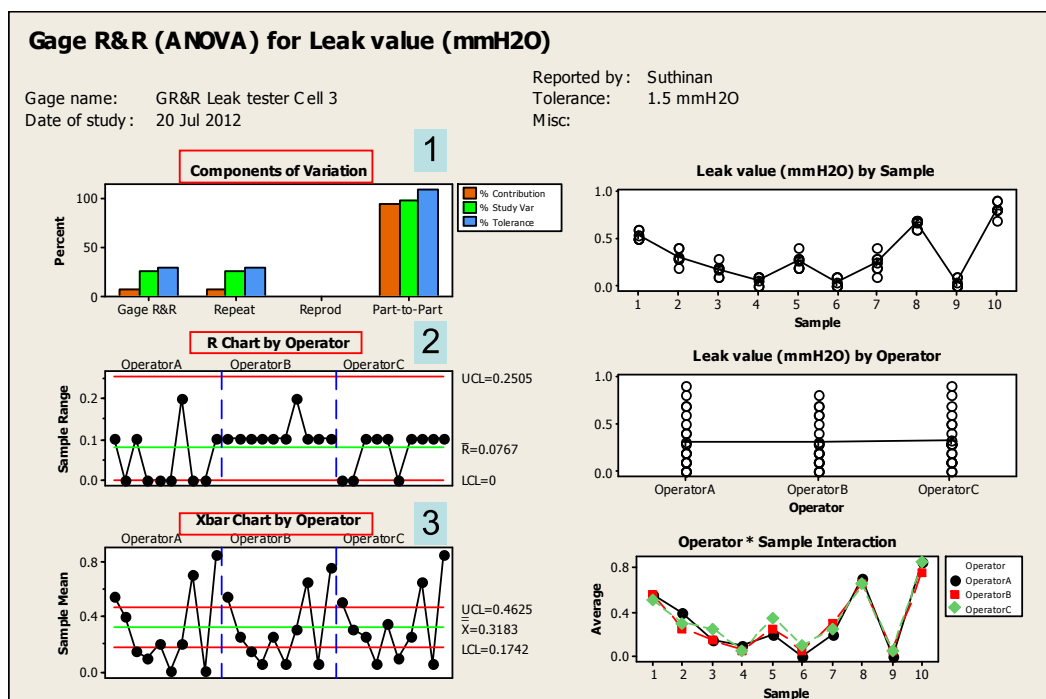 Gage R&R (ANOVA) for Leak value (mmH2O)
Gage name: GR&R Leak tester Cell 3
Date of study: 20 Jul 2012
Reported by: Suthinan
Tolerance: 1.5 mmH2O
Misc:
1
Components of Variation
Percent
100
50
0
Gage R&R Repeat Reprod Part-to-Part
% Contribution
% Study Var
% Tolerance
2
R Chart by Operator
OperatorA OperatorB OperatorC
Sample Range
0.2
0.1
0.0
UCL=0.2505
R=0.0767
LCL=0
3
Xbar Chart by Operator
OperatorA OperatorB OperatorC
Sample Mean
0.8
0.4
0.0
UCL=0.4625
X=0.3183
LCL=0.1742
Leak value (mmH2O) by Sample
1.0
0.5
0.0
1 2 3 4 5 6 7 8 9 10
Sample
Leak value (mmH2O) by Operator
1.0
0.5
0.0
OperatorA OperatorB OperatorC
Operator
Operator * Sample Interaction
Average
0.8
0.4
0.0
1 2 3 4 5 6 7 8 9 10
Sample
Operator
OperatorA
OperatorB
OperatorC